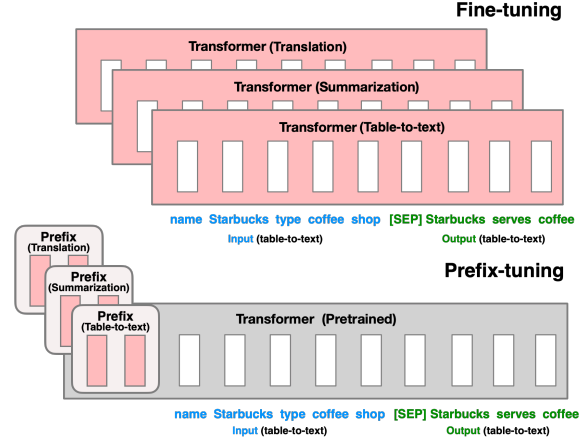 Fine-tuning
Transformer (Translation)
Transformer (Summarization)
Transformer (Table-to-text)
name Starbucks type coffee shop [SEP] Starbucks serves coffee
Input (table-to-text) Output (table-to-text)
Prefix-tuning
Prefix
(Translation)
Prefix
(Summarization)
Prefix
(Table-to-text)
Transformer (Pretrained)
name Starbucks type coffee shop [SEP] Starbucks serves coffee
Input (table-to-text) Output (table-to-text)